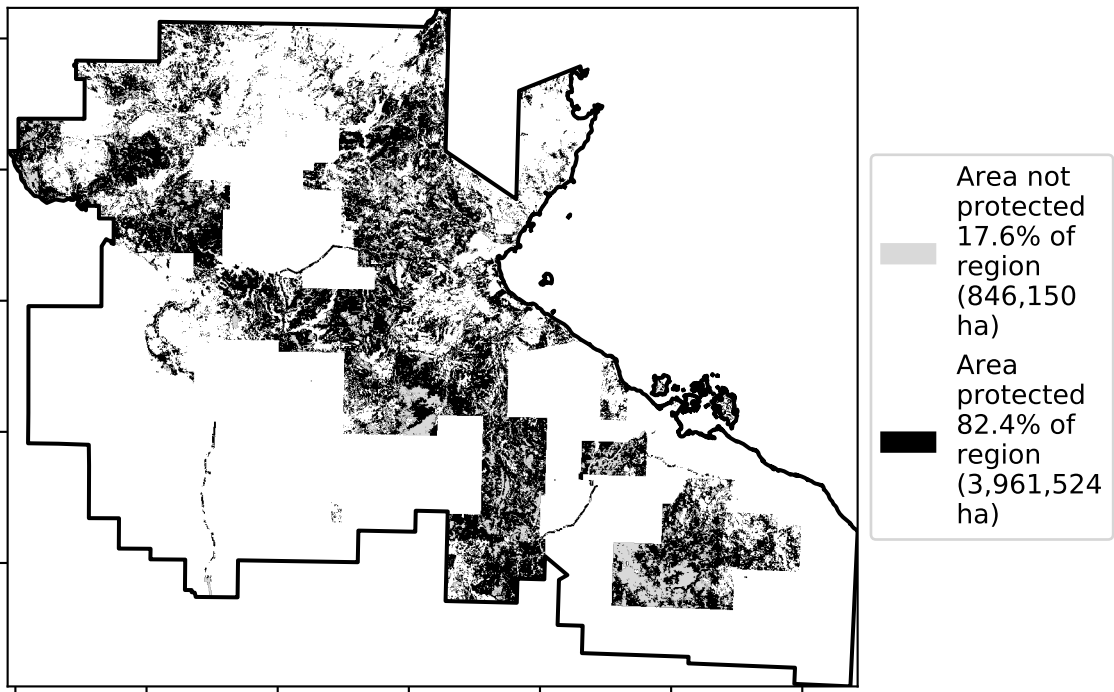 Area not
protected
17.6% of
region
(846,150
ha)
Area
protected
82.4% of
region
(3,961,524
ha)